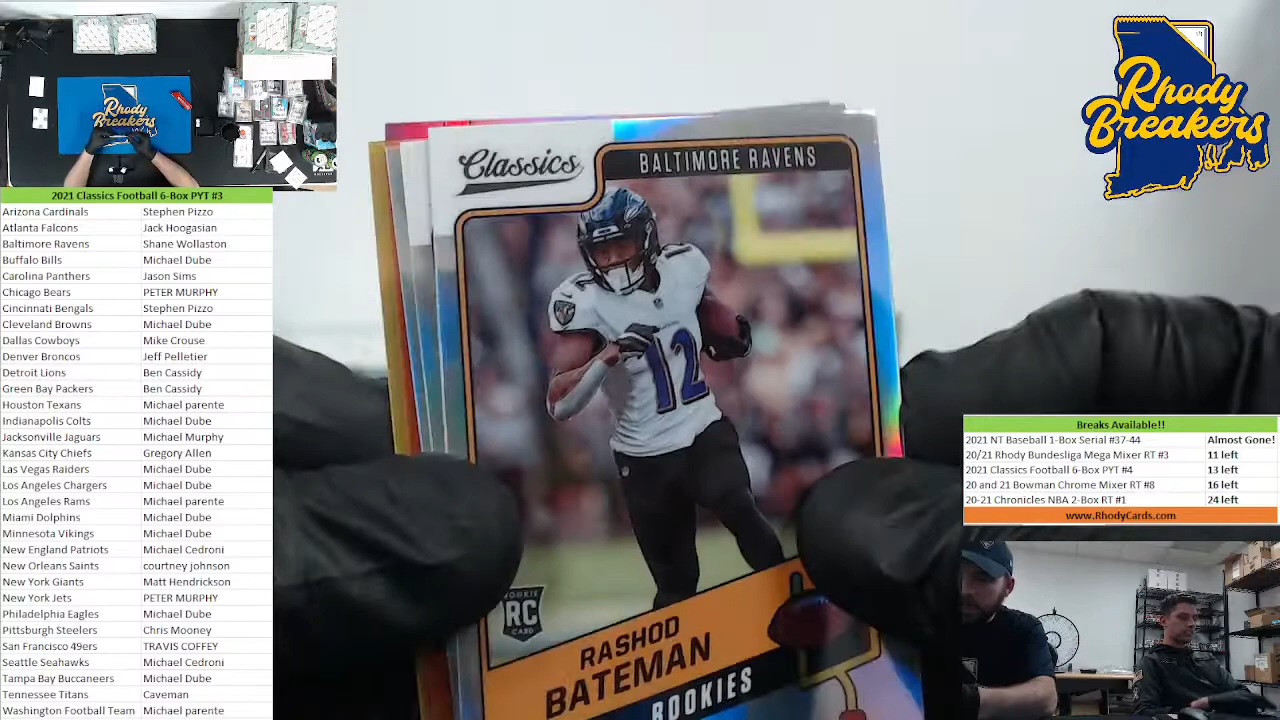 Rhody
Breakers
2021 Classics Football 6-Box PYT #3
Arizona Cardinals Stephen Pizzo
Atlanta Falcons Jack Hoogasian
Baltimore Ravens Shane Wollaston
Buffalo Bills Michael Dube
Carolina Panthers Jason Sims
Chicago Bears PETER MURPHY
Cincinnati Bengals Stephen Pizzo
Cleveland Browns Michael Dube
Dallas Cowboys Mike Crouse
Denver Broncos Jeff Pelletier
Detroit Lions Ben Cassidy
Green Bay Packers Ben Cassidy
Houston Texans Michael parente
Indianapolis Colts Michael Dube
Jacksonville Jaguars Michael Murphy
Kansas City Chiefs Gregory Allen
Las Vegas Raiders Michael Dube
Los Angeles Chargers Michael Dube
Los Angeles Rams Michael parente
Miami Dolphins Michael Dube
Minnesota Vikings Michael Dube
New England Patriots Michael Cedroni
New Orleans Saints courtney johnson
New York Giants Matt Hendrickson
New York Jets PETER MURPHY
Philadelphia Eagles Michael Dube
Pittsburgh Steelers Chris Mooney
San Francisco 49ers TRAVIS COFFEY
Seattle Seahawks Michael Cedroni
Tampa Bay Buccaneers Michael Dube
Tennessee Titans Caveman
Washington Football Team Michael parente
Classics
BALTIMORE RAVENS
12
12
ROOKIE
RC
CARD
RASHOD
BATEMAN
ROOKIES
Rhody
Breakers
Breaks Available!!
2021 NT Baseball 1-Box Serial #37-44 Almost Gone!
20/21 Rhody Bundesliga Mega Mixer RT #3 11 left
2021 Classics Football 6-Box PYT #4 13 left
20 and 21 Bowman Chrome Mixer RT #8 16 left
20-21 Chronicles NBA 2-Box RT #1 24 left
www.RhodyCards.com